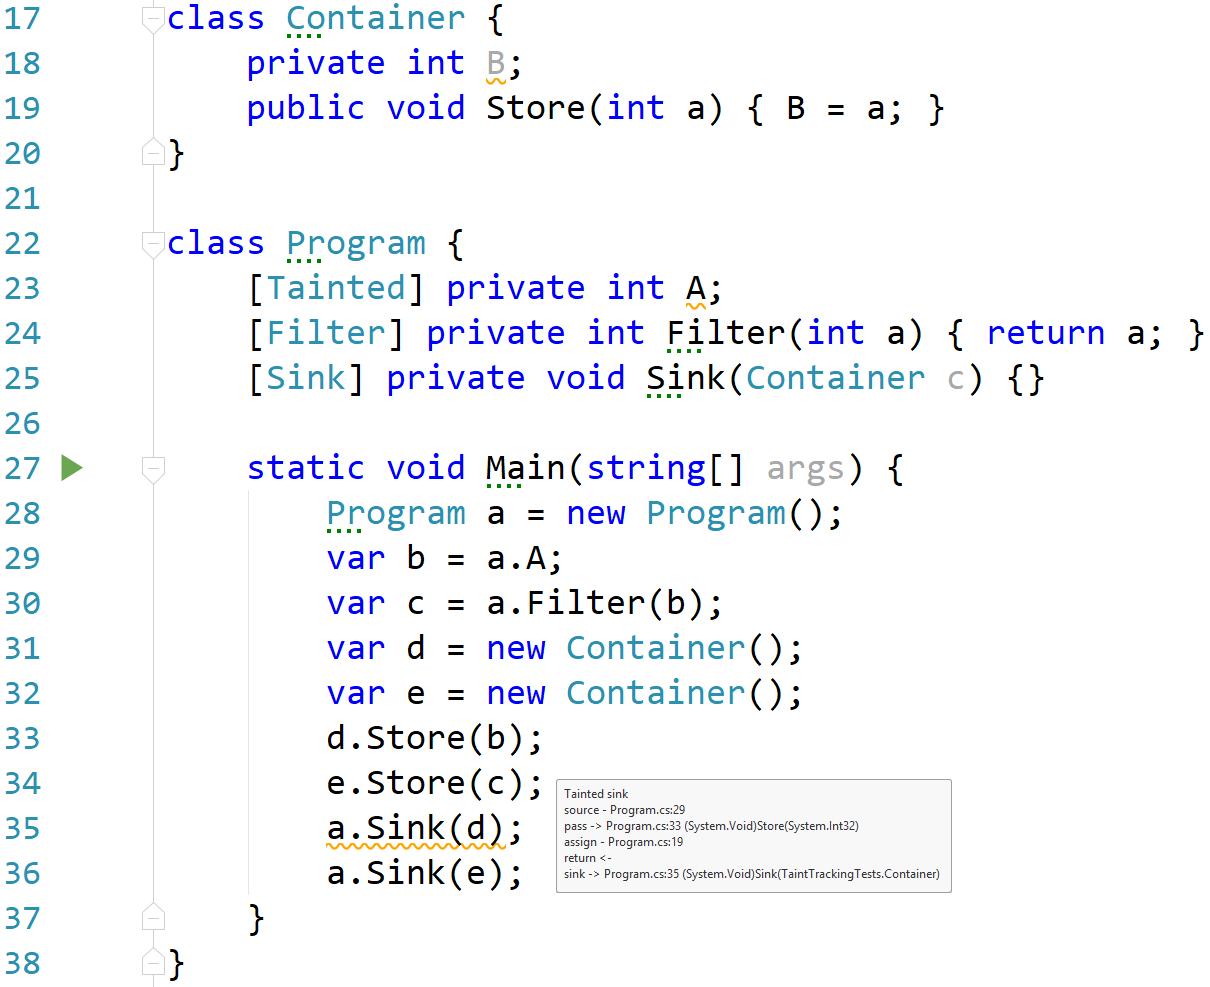 17 class Container {
18 private int B;
19 public void Store(int a) { B = a; }
20 }
21
22 class Program {
23 [Tainted] private int A;
24 [Filter] private int Filter(int a) { return a; }
25 [Sink] private void Sink(Container c) {}
26
27 static void Main(string[] args) {
28 Program a = new Program();
29 var b = a.A;
30 var c = a.Filter(b);
31 var d = new Container();
32 var e = new Container();
33 d.Store(b);
34 e.Store(c);
35 a.Sink(d);
36 a.Sink(e);
37 }
38 }
Tainted sink
source - Program.cs:29
pass -> Program.cs:33 (System.Void)Store(System.Int32)
assign - Program.cs:19
return <-
sink -> Program.cs:35 (System.Void)Sink(TaintTrackingTests.Container)